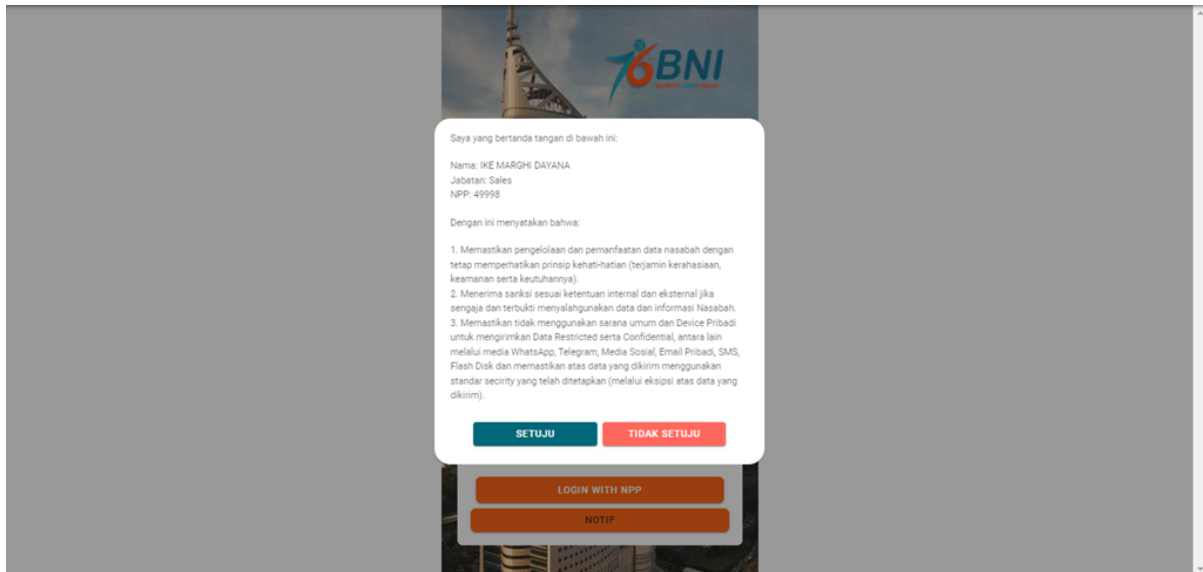 76 BNI
Saya yang bertanda tangan di bawah ini:
Nama: IKE MARGHI DAYANA
Jabatan: Sales
NPP: 49998
Dengan ini menyatakan bahwa:
1. Memastikan pengelolaan dan pemanfaatan data nasabah dengan
tetap memperhatikan prinsip kehati-hatian (terjamin kerahasiaan,
keamanan serta keutuhannya).
2. Menerima sanksi sesuai ketentuan internal dan eksternal jika
sengaja dan terbukti menyalahgunakan data dan informasi Nasabah.
3. Memastikan tidak menggunakan sarana umum dan Device Pribadi
untuk mengirimkan Data Restricted serta Confidential, antara lain
melalui media WhatsApp, Telegram, Media Sosial, Email Pribadi, SMS,
Flash Disk dan memastikan atas data yang dikirim menggunakan
standar secirity yang telah ditetapkan (melalui eksipsi atas data yang
dikirim).
SETUJU
TIDAK SETUJU
LOGIN WITH NPP
NOTIF